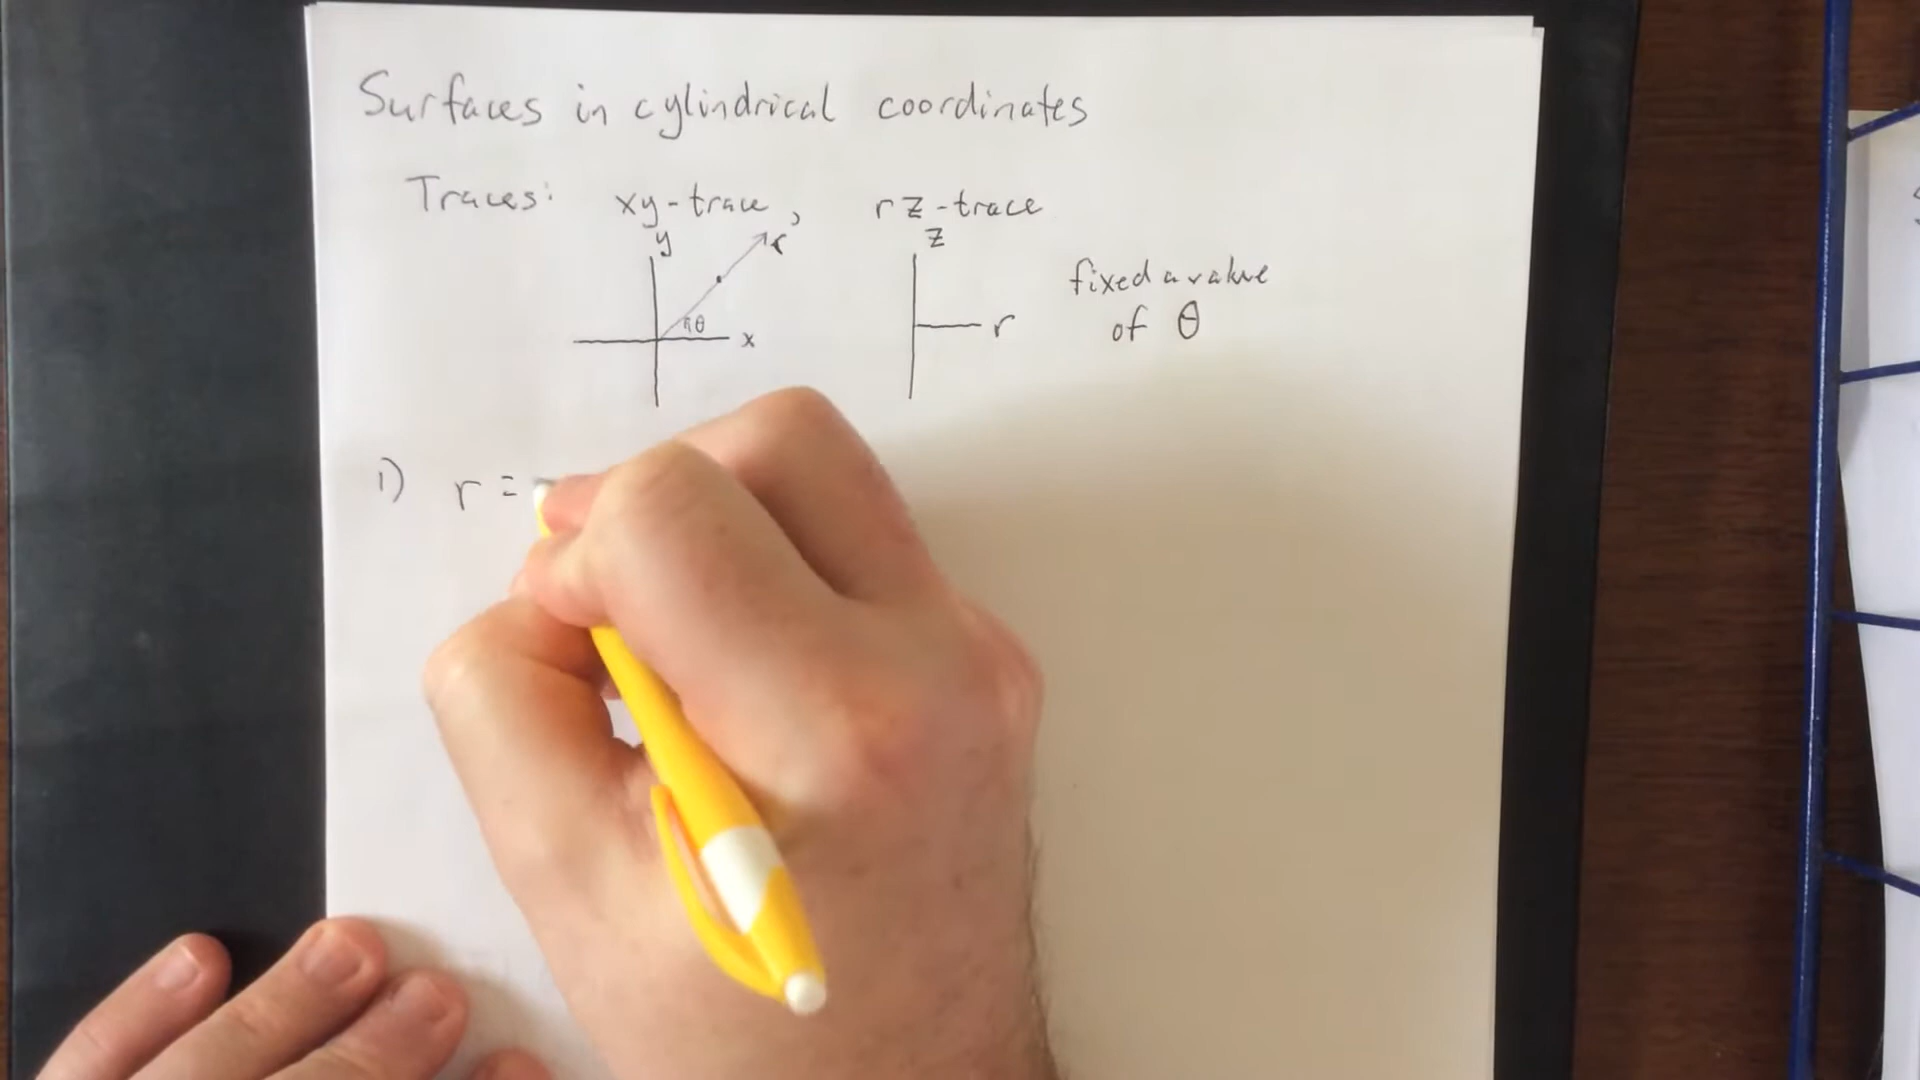 Surfaces in cylindrical coordinates
Traces: xy-trace, rz-trace
y r z
θ x r
fixed a value
of θ
1) r =